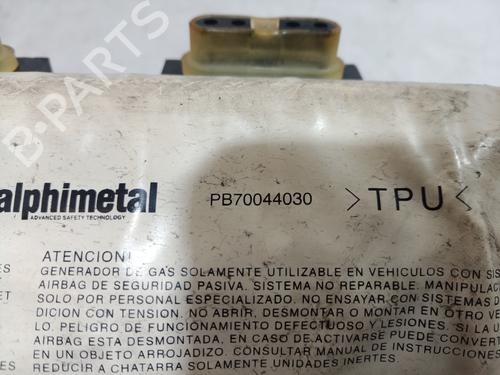 alphimetal
ADVANCED SAFETY TECHNOLOGY
PB70044030
>TPU<
B-PARTS
ATENCION!
GENERADOR DE GAS SOLAMENTE UTILIZABLE EN VEHICULOS CON SIS
AIRBAG DE SEGURIDAD PASIVA. SISTEMA NO REPARABLE. MANIPULAC
SOLO POR PERSONAL ESPECIALIZADO. NO ENSAYAR CON SISTEMAS D
DICION CON TENSION. NO ABRIR, DESMONTAR O MONTAR EN OTRO VE
LO. PELIGRO DE FUNCIONAMIENTO DEFECTUOSO Y LESIONES. SI LA U
AIRBAG ESTA DESMONTADA, EN CASO DE ACTIVARSE PUEDE CONVERT
EN UN OBJETO ARROJADIZO. CONSULTAR MANUAL DE INSTRUCCIONES
REDUCIR A CHATARRA SOLAMENTE UNIDADES INERTES.